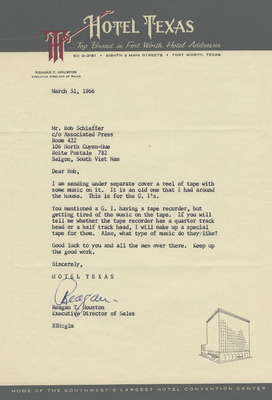 HOTEL TEXAS
... Top Brand in Fort Worth Hotel Addresses
EIGHTH & MAIN STREETS • FORT WORTH, TEXAS
REAGAN T. HOUSTON
EXECUTIVE DIRECTOR OF SALES
March 31, 1966
Mr. Bob Schieffer
c/o Associated Press
Room 422
106 North Guyen-Hue
Boite Postale 782
Saigon, South Viet Nam
Dear Bob,
I am sending under separate cover a reel of tape with
some music on it. It is an old one that I had around
the house. This is for the G. I's.
You mentioned a G. I. having a tape recorder, but
getting tired of the music on the tape. If you will
tell me whether the tape recorder has a quarter track
head or a half track head, I will make up a special
tape for them. Also, what type of music do they like?
Good luck to you and all the men over there. Keep up
the good work.
Sincerely,
HOTEL TEXAS
Reagan
Reagan T. Houston
Executive Director of Sales
RTH:gim
HOME OF THE SOUTHWEST'S LARGEST HOTEL CONVENTION CENTER